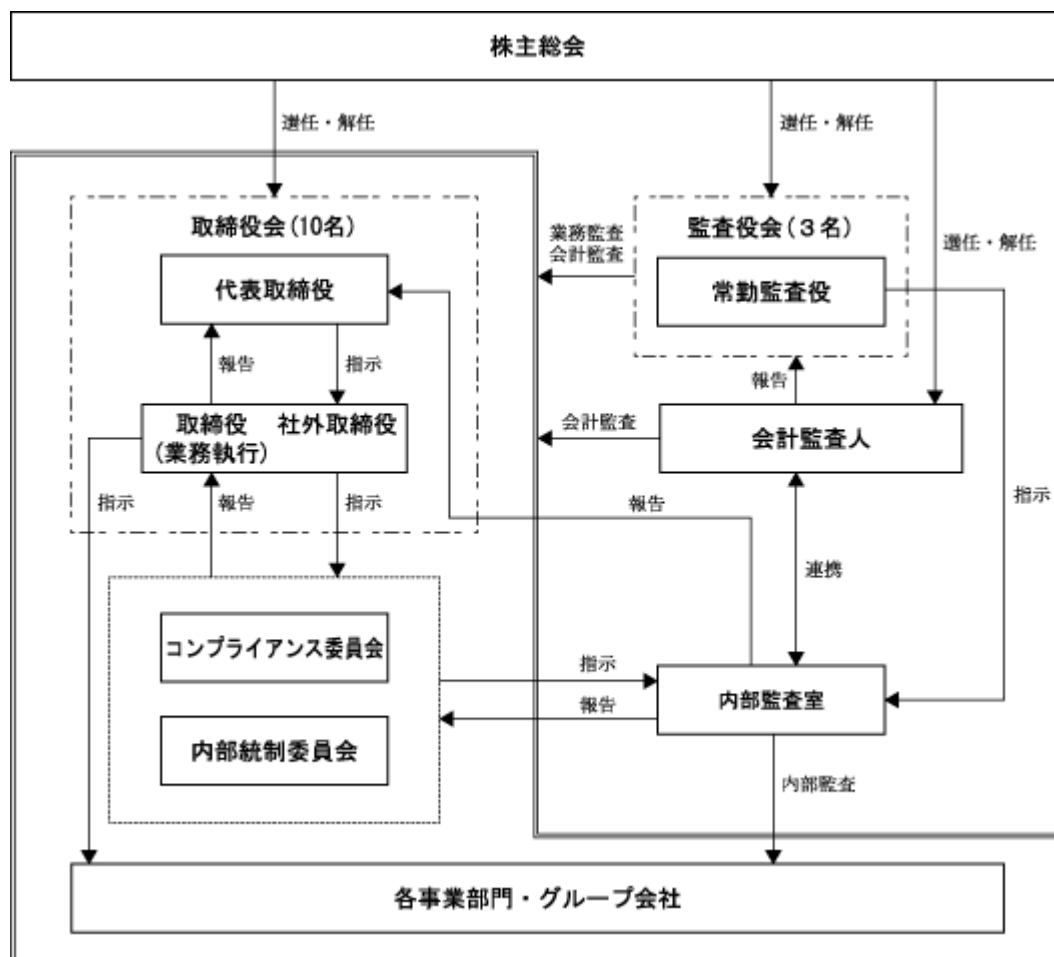 株主総会
選任・解任
選任・解任
選任・解任
取締役会(10名)
代表取締役
報告
指示
取締役 社外取締役
(業務執行)
指示
報告
指示
業務監査
会計監査
監査役会(3名)
常勤監査役
報告
会計監査
会計監査人
報告
連携
指示
コンプライアンス委員会
内部統制委員会
指示
報告
内部監査室
内部監査
各事業部門・グループ会社